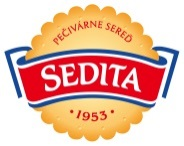 PEČIVÁRNE SEREĎ
SEDITA
• 1953 •